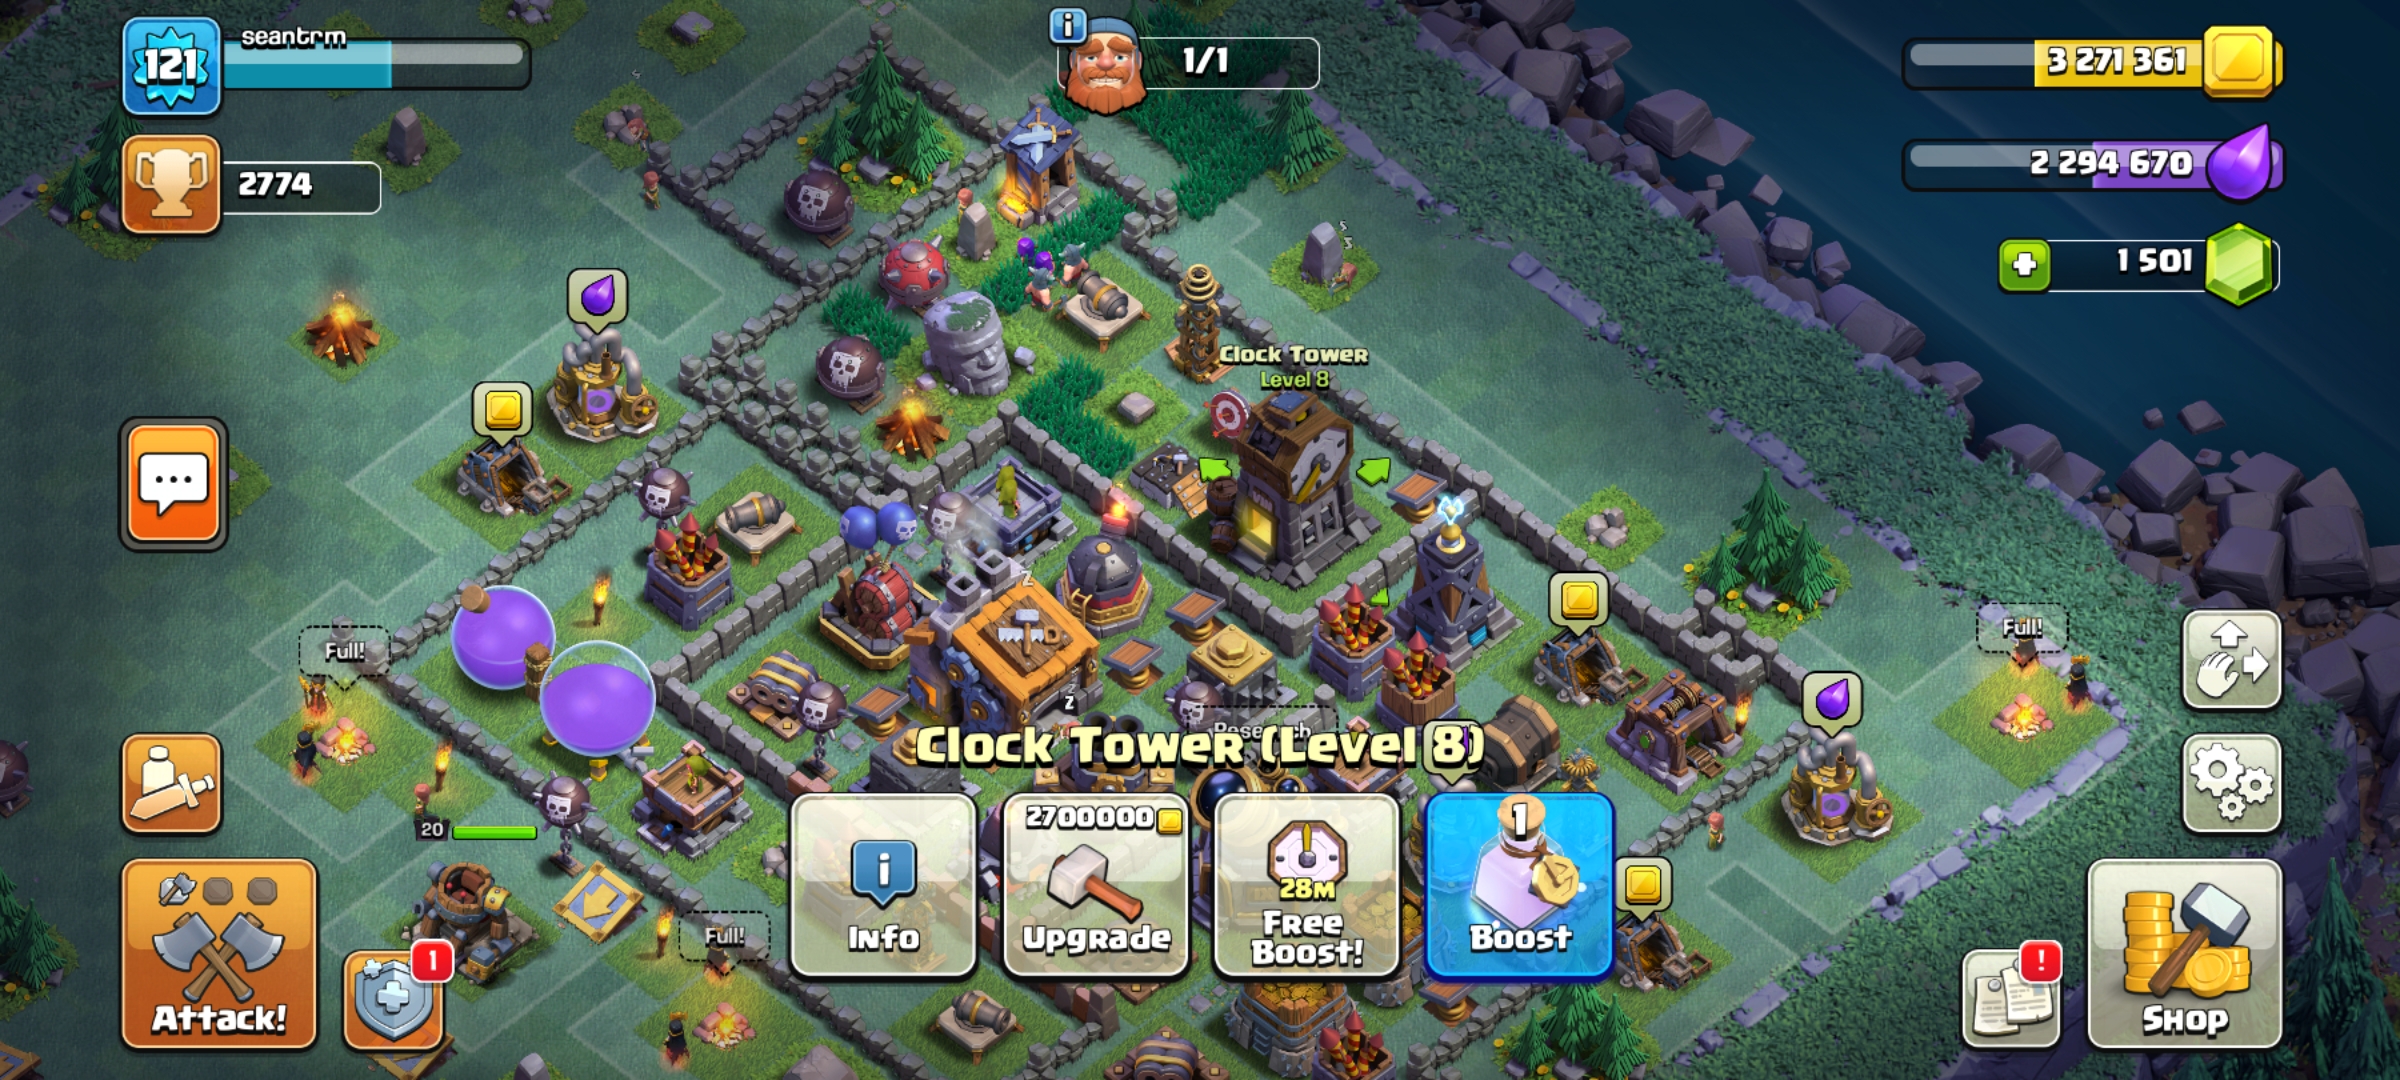 121
seantrm
1/1
3 271 361
2774
2 294 670
1 501
Clock Tower
Level 8
Full!
Full!
Clock Tower (Level 8)
20
2700000
1
28M
Info
Upgrade
Free
Boost!
Boost
Full!
1
!
Attack!
Shop